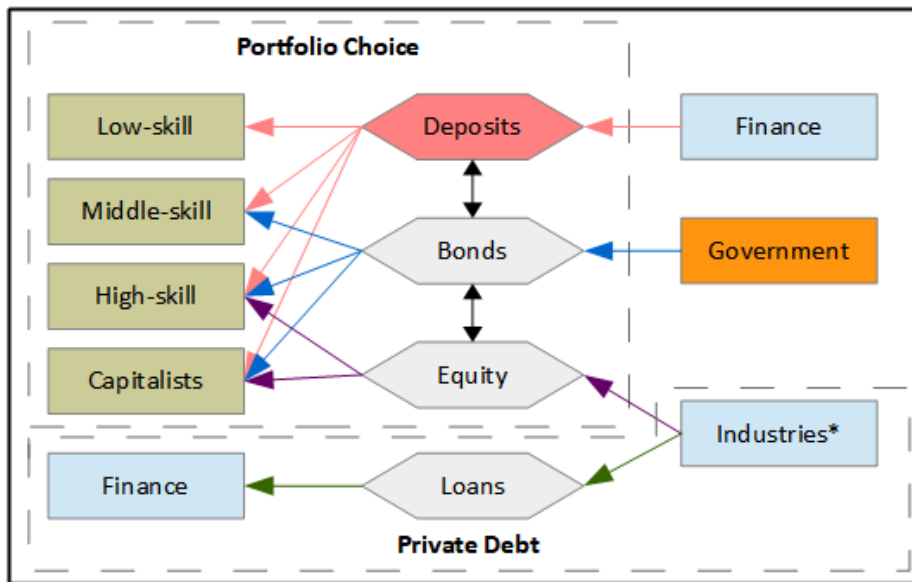 Portfolio Choice
Low-skill
Deposits
Finance
Middle-skill
Bonds
Government
High-skill
Capitalists
Equity
Industries*
Finance
Loans
Private Debt